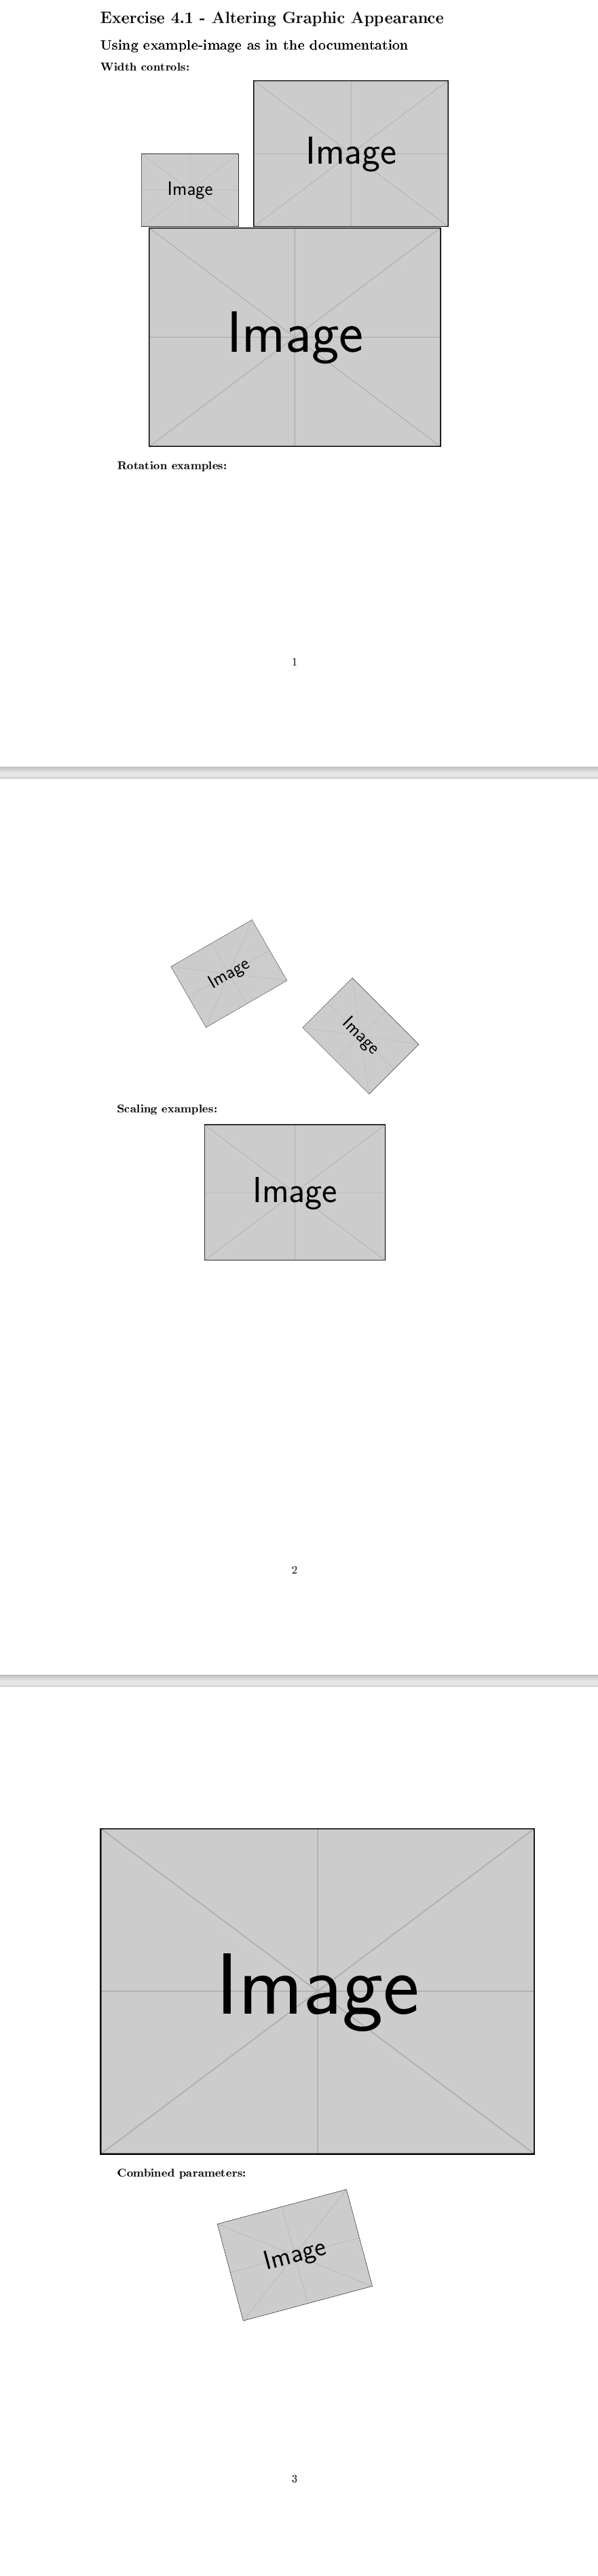 Exercise 4.1 - Altering Graphic Appearance
Using example-image as in the documentation
Width controls:
Image
Image
Image
Rotation examples:
1
Image
Image
Scaling examples:
Image
2
Image
Combined parameters:
Image
3